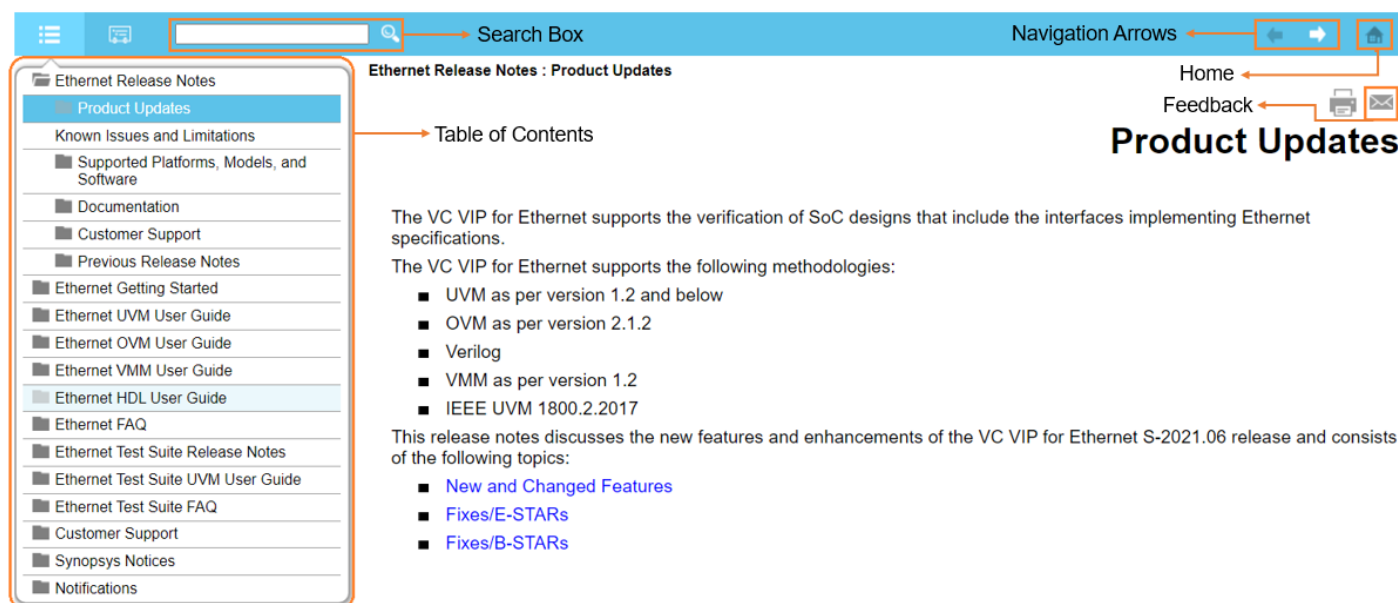 Search Box
Navigation Arrows
Home
Feedback
Table of Contents
Ethernet Release Notes
Product Updates
Known Issues and Limitations
Supported Platforms, Models, and
Software
Documentation
Customer Support
Previous Release Notes
Ethernet Getting Started
Ethernet UVM User Guide
Ethernet OVM User Guide
Ethernet VMM User Guide
Ethernet HDL User Guide
Ethernet FAQ
Ethernet Test Suite Release Notes
Ethernet Test Suite UVM User Guide
Ethernet Test Suite FAQ
Customer Support
Synopsys Notices
Notifications
Ethernet Release Notes : Product Updates
Product Updates
The VC VIP for Ethernet supports the verification of SoC designs that include the interfaces implementing Ethernet
specifications.
The VC VIP for Ethernet supports the following methodologies:
■ UVM as per version 1.2 and below
■ OVM as per version 2.1.2
■ Verilog
■ VMM as per version 1.2
■ IEEE UVM 1800.2.2017
This release notes discusses the new features and enhancements of the VC VIP for Ethernet S-2021.06 release and consists
of the following topics:
■ New and Changed Features
■ Fixes/E-STARs
■ Fixes/B-STARs